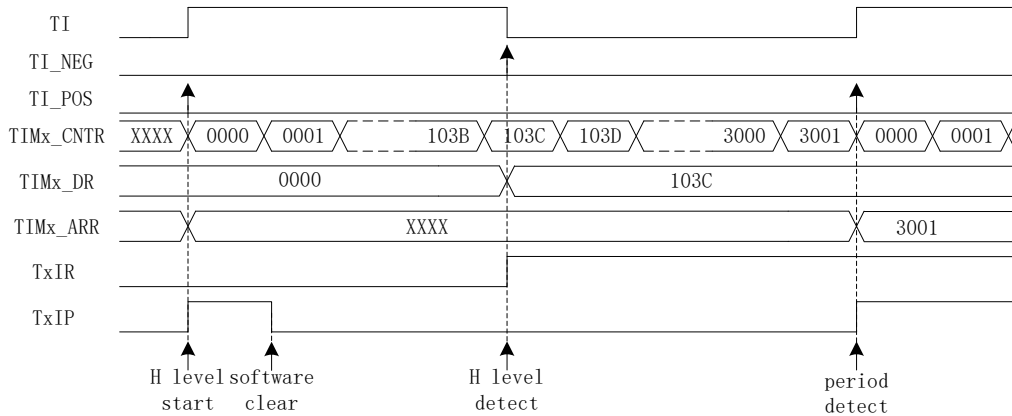 TI
TI_NEG
TI_POS
TIMx_CNTR XXXX 0000 0001 103B 103C 103D 3000 3001 0000 0001
TIMx_DR 0000 103C
TIMx_ARR XXXX 3001
TxIR
TxIP
H level start
software clear
H level detect
period detect